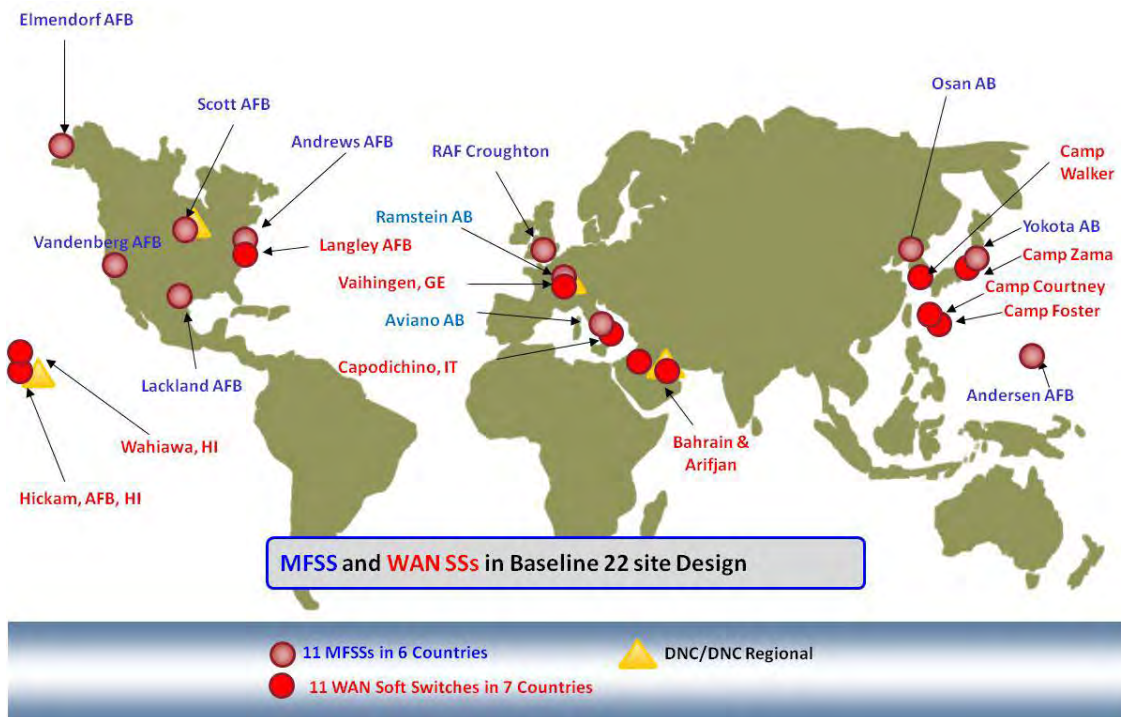 Elmendorf AFB
Scott AFB
Andrews AFB
Osan AB
RAF Croughton
Camp
Walker
Ramstein AB
Yokota AB
Vandenberg AFB
Langley AFB
Camp Zama
Vaihingen, GE
Camp Courtney
Camp Foster
Aviano AB
Capodichino, IT
Lackland AFB
Andersen AFB
Wahiawa, HI
Bahrain &
Arifjan
Hickam, AFB, HI
MFSS and WAN SSs in Baseline 22 site Design
11 MFSSs in 6 Countries
DNC/DNC Regional
11 WAN Soft Switches in 7 Countries